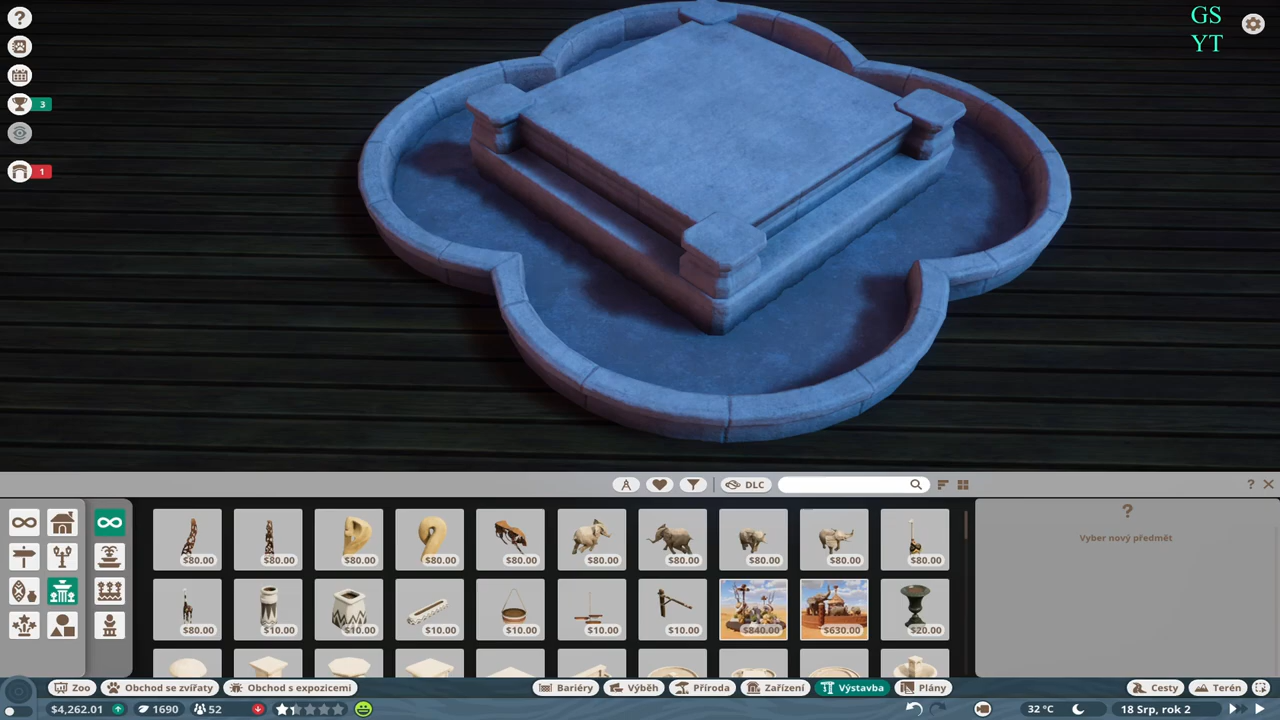 GS
YT
?
3
1
DLC
?
?
Vyber nový předmět
$80.00 $80.00 $80.00 $80.00 $80.00 $80.00 $80.00 $80.00 $80.00 $80.00
$80.00 $10.00 $10.00 $10.00 $10.00 $10.00 $10.00 $840.00 $630.00 $20.00
Zoo Obchod se zvířaty Obchod s expozicemi Bariéry Výběh Příroda Zařízení Výstavba Plány Cesty Terén
$4,262.01 1690 52 32 °C 18 Srp, rok 2